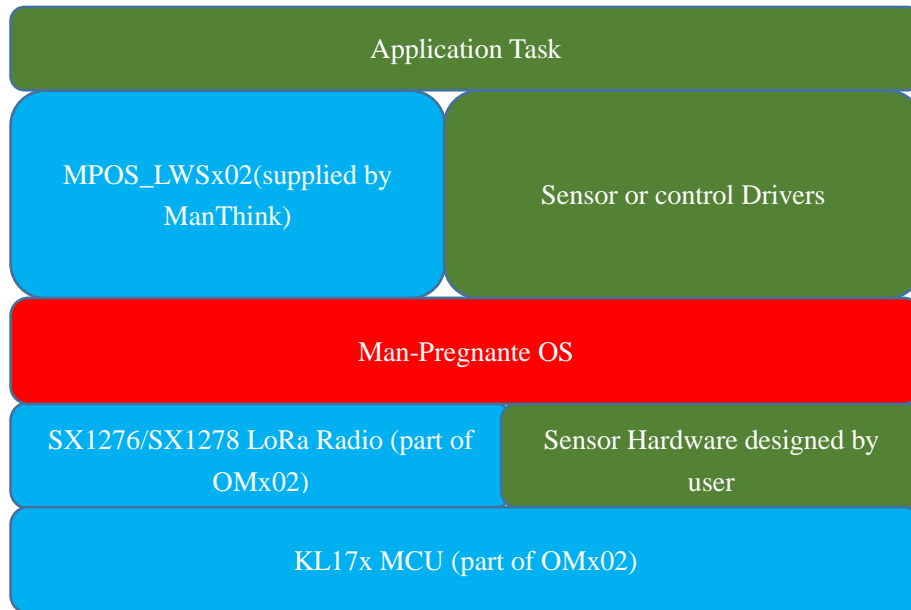 Application Task
MPOS_LWSx02(supplied by
ManThink)
Sensor or control Drivers
Man-Pregnante OS
SX1276/SX1278 LoRa Radio (part of
OMx02)
Sensor Hardware designed by
user
KL17x MCU (part of OMx02)